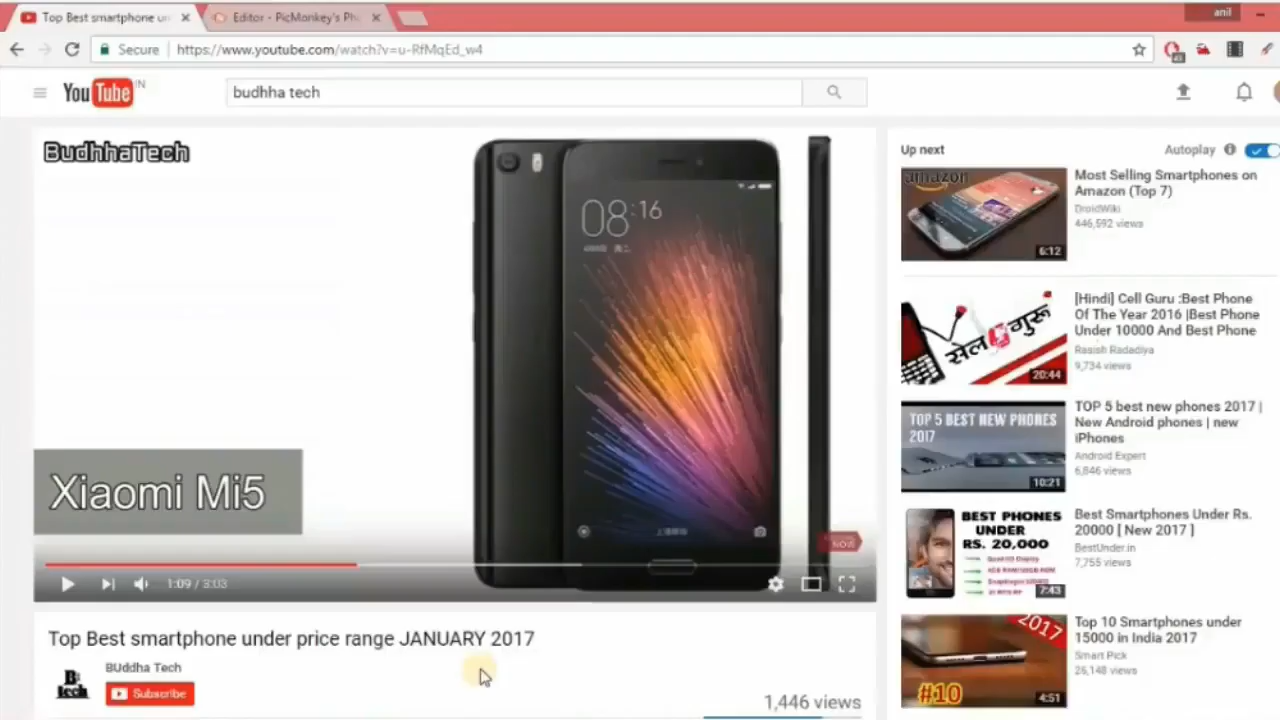 Top Best smartphone un
Editor - PicMonkey's Pho
anil
Secure
https://www.youtube.com/watch?v=u-RfMqEd_w4
43
YouTube IN
budhha tech
BudhhaTech
08:16
Xiaomi Mi5
NOW
1:09 / 3:03
Top Best smartphone under price range JANUARY 2017
B:
tech
BUddha Tech
Subscribe
1,446 views
Up next
Autoplay
amazon
6:12
Most Selling Smartphones on
Amazon (Top 7)
DroidWiki
446,592 views
सेल गुरु
20:44
[Hindi] Cell Guru :Best Phone
Of The Year 2016 |Best Phone
Under 10000 And Best Phone
Rasish Radadiya
9,734 views
TOP 5 BEST NEW PHONES
2017
10:21
TOP 5 best new phones 2017 |
New Android phones | new
iPhones
Android Expert
6,846 views
BEST PHONES
UNDER
RS. 20,000
7:43
Best Smartphones Under Rs.
20000 [ New 2017 ]
BestUnder.in
7,755 views
2017
#10
4:51
Top 10 Smartphones under
15000 in India 2017
Smart Pick
26,148 views